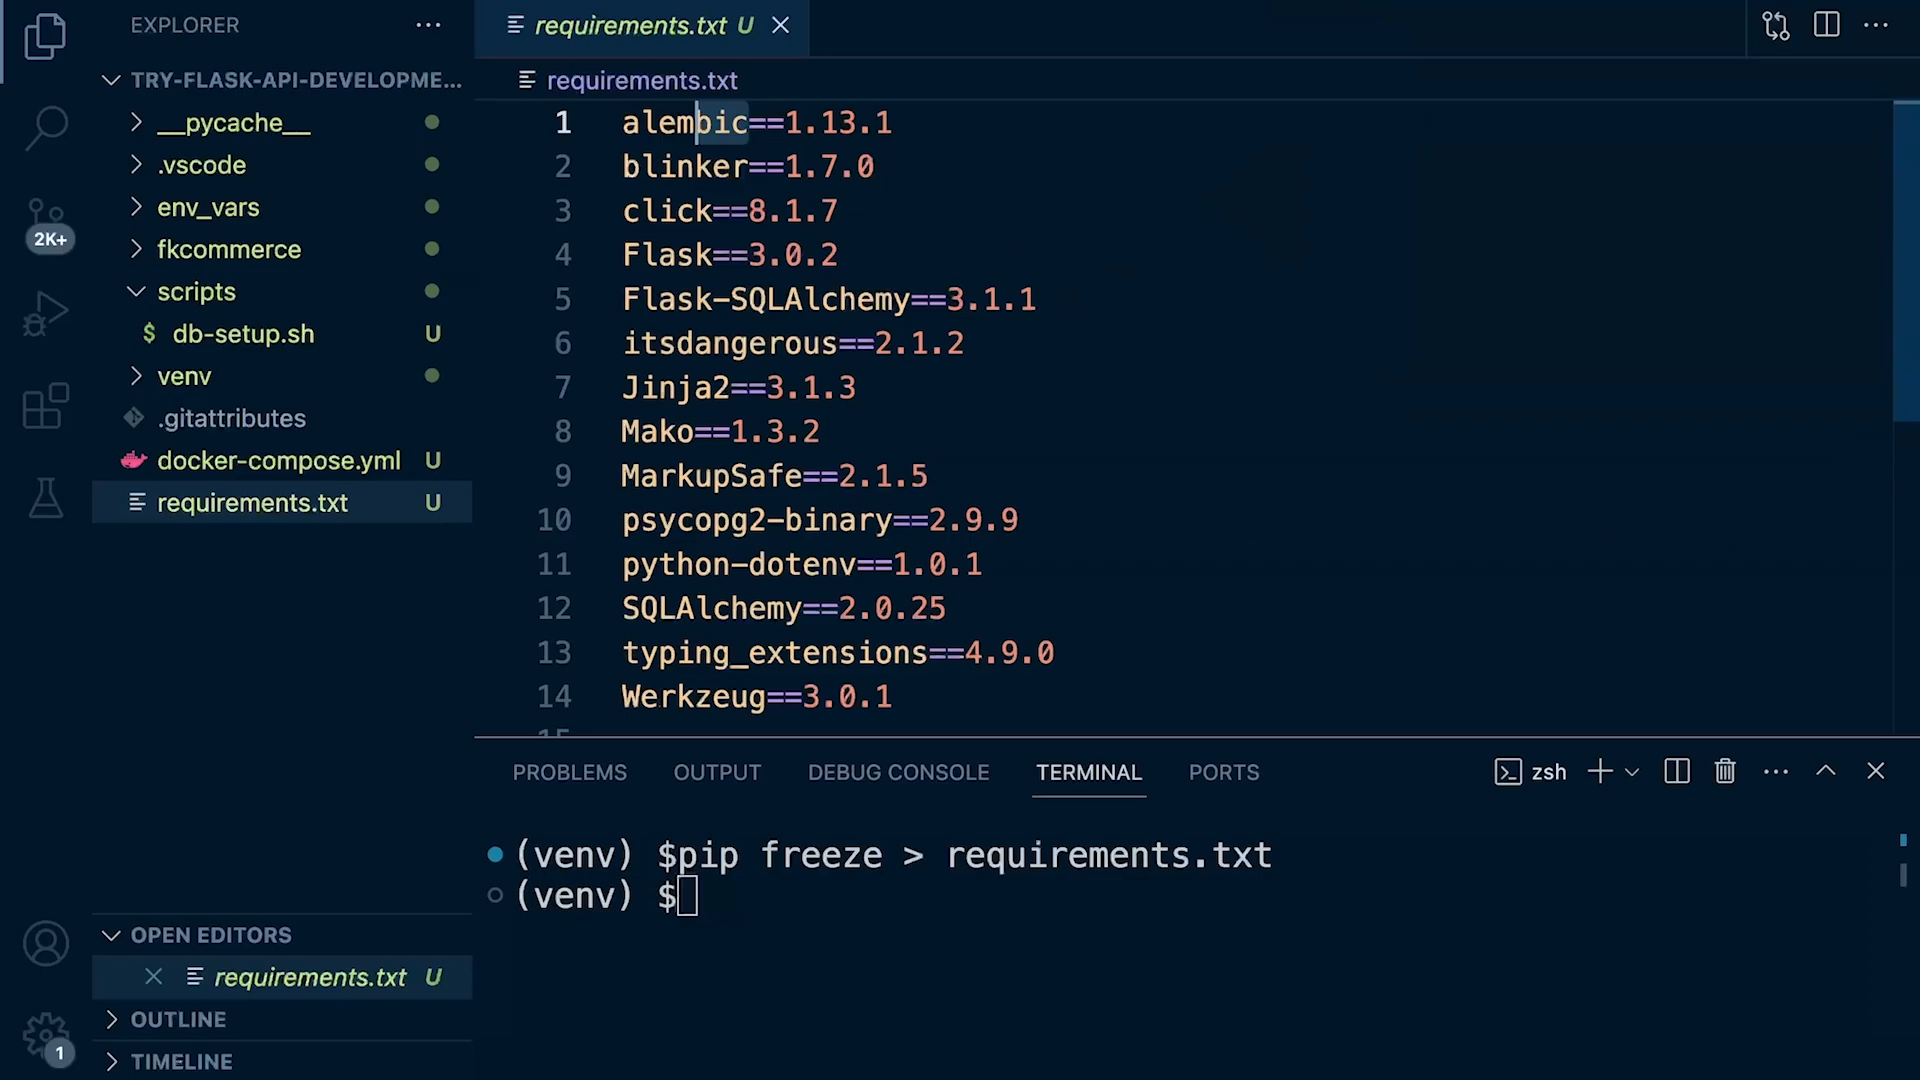 EXPLORER
TRY-FLASK-API-DEVELOPME...
__pycache__
.vscode
env_vars
fkcommerce
scripts
$ db-setup.sh U
venv
.gitattributes
docker-compose.yml U
requirements.txt U
2K+
OPEN EDITORS
requirements.txt U
OUTLINE
TIMELINE
1
requirements.txt U
requirements.txt
1 alembic==1.13.1
2 blinker==1.7.0
3 click==8.1.7
4 Flask==3.0.2
5 Flask-SQLAlchemy==3.1.1
6 itsdangerous==2.1.2
7 Jinja2==3.1.3
8 Mako==1.3.2
9 MarkupSafe==2.1.5
10 psycopg2-binary==2.9.9
11 python-dotenv==1.0.1
12 SQLAlchemy==2.0.25
13 typing_extensions==4.9.0
14 Werkzeug==3.0.1
15
PROBLEMS OUTPUT DEBUG CONSOLE TERMINAL PORTS zsh
(venv) $pip freeze > requirements.txt
(venv) $